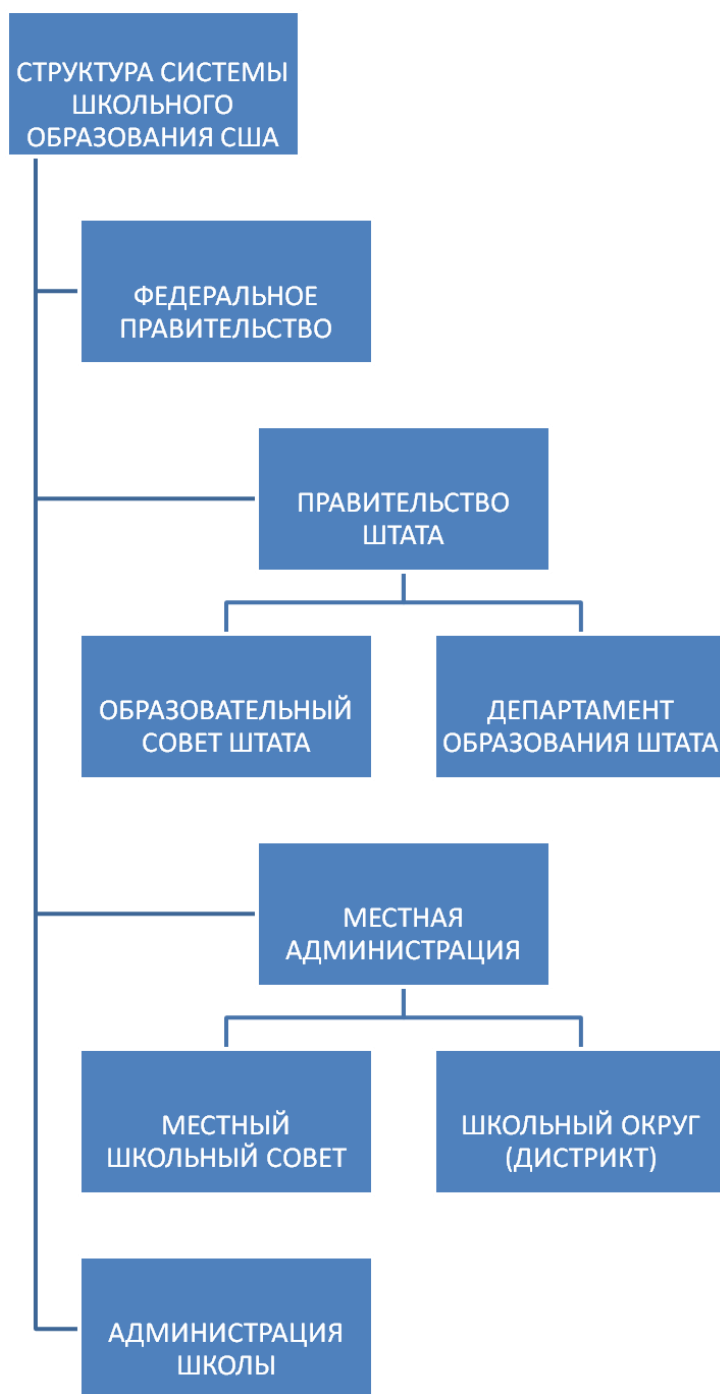 СТРУКТУРА СИСТЕМЫ
ШКОЛЬНОГО
ОБРАЗОВАНИЯ США
ФЕДЕРАЛЬНОЕ
ПРАВИТЕЛЬСТВО
ПРАВИТЕЛЬСТВО
ШТАТА
ОБРАЗОВАТЕЛЬНЫЙ
СОВЕТ ШТАТА
ДЕПАРТАМЕНТ
ОБРАЗОВАНИЯ ШТАТА
МЕСТНАЯ
АДМИНИСТРАЦИЯ
МЕСТНЫЙ
ШКОЛЬНЫЙ СОВЕТ
ШКОЛЬНЫЙ ОКРУГ
(ДИСТРИКТ)
АДМИНИСТРАЦИЯ
ШКОЛЫ